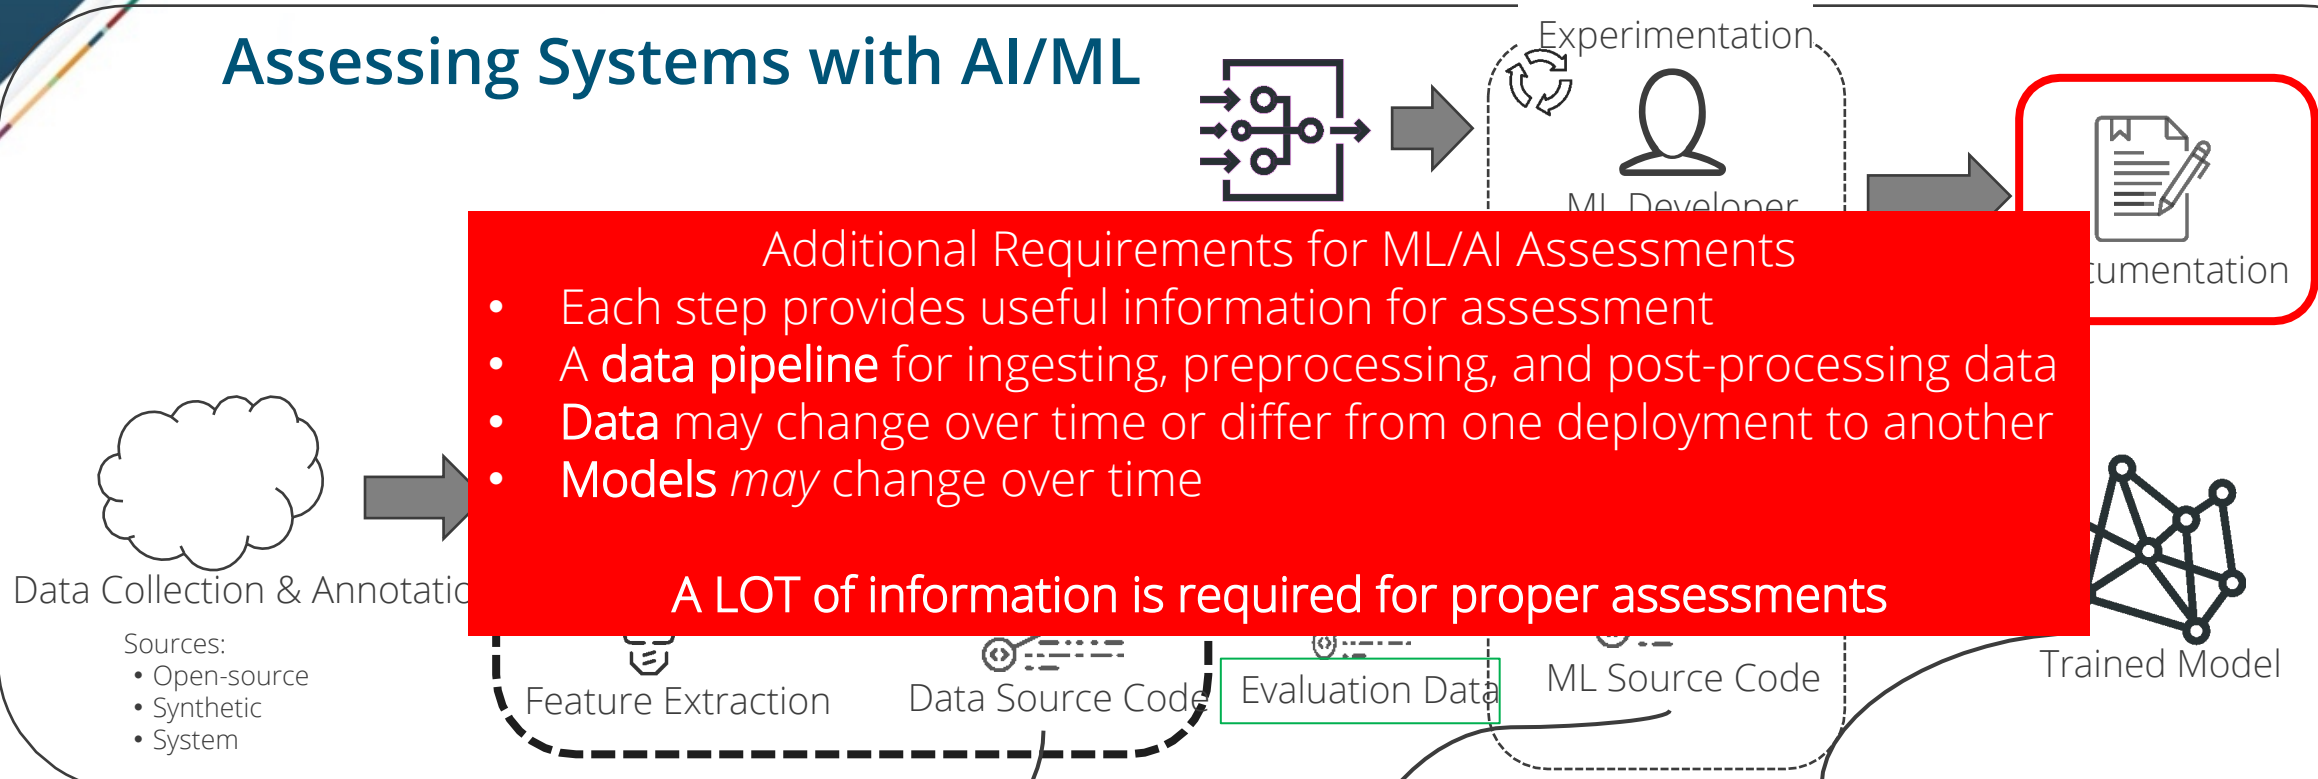 Assessing Systems with AI/ML
Experimentation
ML Developer
Additional Requirements for ML/AI Assessments
• Each step provides useful information for assessment
• A data pipeline for ingesting, preprocessing, and post-processing data
• Data may change over time or differ from one deployment to another
• Models may change over time
A LOT of information is required for proper assessments
cumentation
Data Collection & Annotatio
Sources:
• Open-source
• Synthetic
• System
Feature Extraction
Data Source Code
Evaluation Data
ML Source Code
Trained Model